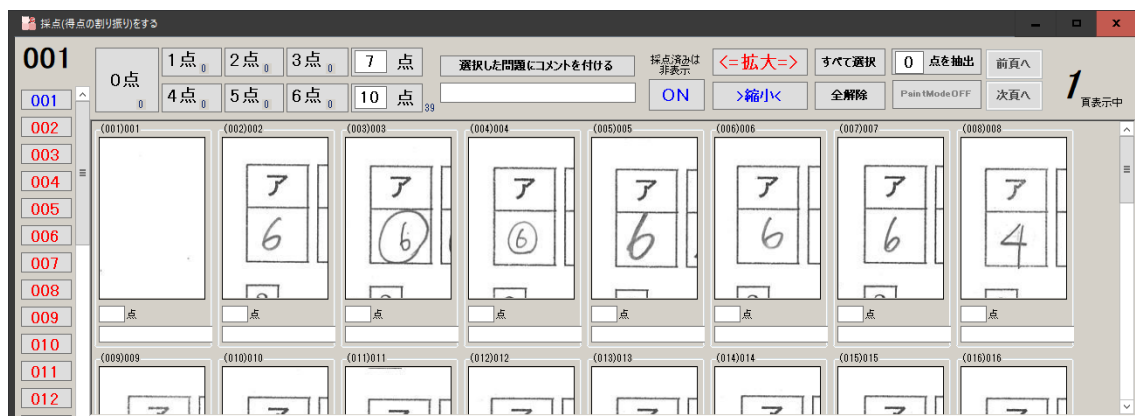 採点(得点の割り振り)をする
001
0点 0
1点 0
2点 0
3点 0
7 点
4点 0
5点 0
6点 0
10 点 39
選択した問題にコメントを付ける
採点済みは
非表示
ON
<=拡大=>
>縮小<
すべて選択
全解除
0 点を抽出
PaintModeOFF
前頁へ
次頁へ
1 頁表示中
001
002
003
004
005
006
007
008
009
010
011
012
(001)001
(002)002
(003)003
(004)004
(005)005
(006)006
(007)007
(008)008
ア ア ア ア ア ア ア
6 6 6 6 6 6 4
点 点 点 点 点 点 点 点
(009)009
(010)010
(011)011
(012)012
(013)013
(014)014
(015)015
(016)016